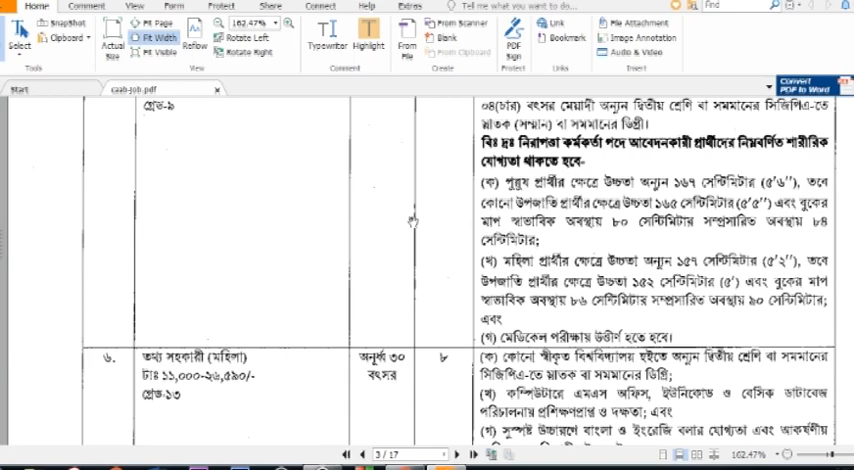 Home Comment View Form Protect Share Connect Help Extras Tell me what you want to do... Find
SnapShot
Clipboard
Select
Tools
Actual Size
Fit Page
Fit Width
Fit Visible
Reflow
162.47%
Rotate Left
Rotate Right
View
Typewriter
Highlight
Comment
From File
From Scanner
Blank
From Clipboard
Create
PDF Sign
Protect
Link
Bookmark
Links
File Attachment
Image Annotation
Audio & Video
Insert
Start
caab-job.pdf
Convert
PDF to Word
গ্রেড-৯
০৪(চার) বৎসর মেয়াদী অন্যুন দ্বিতীয় শ্রেণি বা সমমানের সিজিপিএ-তে
স্নাতক (সম্মান) বা সমমানের ডিগ্রী।
বিঃ দ্রঃ নিরাপত্তা কর্মকর্তা পদে আবেদনকারী প্রার্থীদের নিম্নবর্ণিত শারীরিক
যোগ্যতা থাকতে হবে-
(ক) পুরুষ প্রার্থীর ক্ষেত্রে উচ্চতা অন্যুন ১৬৭ সেন্টিমিটার (৫'৬''), তবে
কোনো উপজাতি প্রার্থীর ক্ষেত্রে উচ্চতা ১৬৫ সেন্টিমিটার (৫'৫'') এবং বুকের
মাপ স্বাভাবিক অবস্থায় ৮০ সেন্টিমিটার সম্প্রসারিত অবস্থায় ৮৪
সেন্টিমিটার;
(খ) মহিলা প্রার্থীর ক্ষেত্রে উচ্চতা অন্যুন ১৫৭ সেন্টিমিটার (৫'২''), তবে
উপজাতি প্রার্থীর ক্ষেত্রে উচ্চতা ১৫২ সেন্টিমিটার (৫') এবং বুকের মাপ
স্বাভাবিক অবস্থায় ৮৬ সেন্টিমিটার সম্প্রসারিত অবস্থায় ৯০ সেন্টিমিটার;
এবং
(গ) মেডিকেল পরীক্ষায় উত্তীর্ণ হতে হবে।
৬.
তথ্য সহকারী (মহিলা)
টাঃ ১১,০০০-২৬,৫৯০/-
গ্রেড-১৩
অনূর্ধ্ব ৩০
বৎসর
৮
(ক) কোনো স্বীকৃত বিশ্ববিদ্যালয় হইতে অন্যুন দ্বিতীয় শ্রেণি বা সমমানের
সিজিপিএ-তে স্নাতক বা সমমানের ডিগ্রি;
(খ) কম্পিউটারে এমএস অফিস, ইউনিকোড ও বেসিক ডাটাবেজ
পরিচালনায় প্রশিক্ষণপ্রাপ্ত ও দক্ষতা; এবং
(গ) সুস্পষ্ট উচ্চারণে বাংলা ও ইংরেজি বলার যোগ্যতা এবং আকর্ষণীয়
3 / 17
162.47%